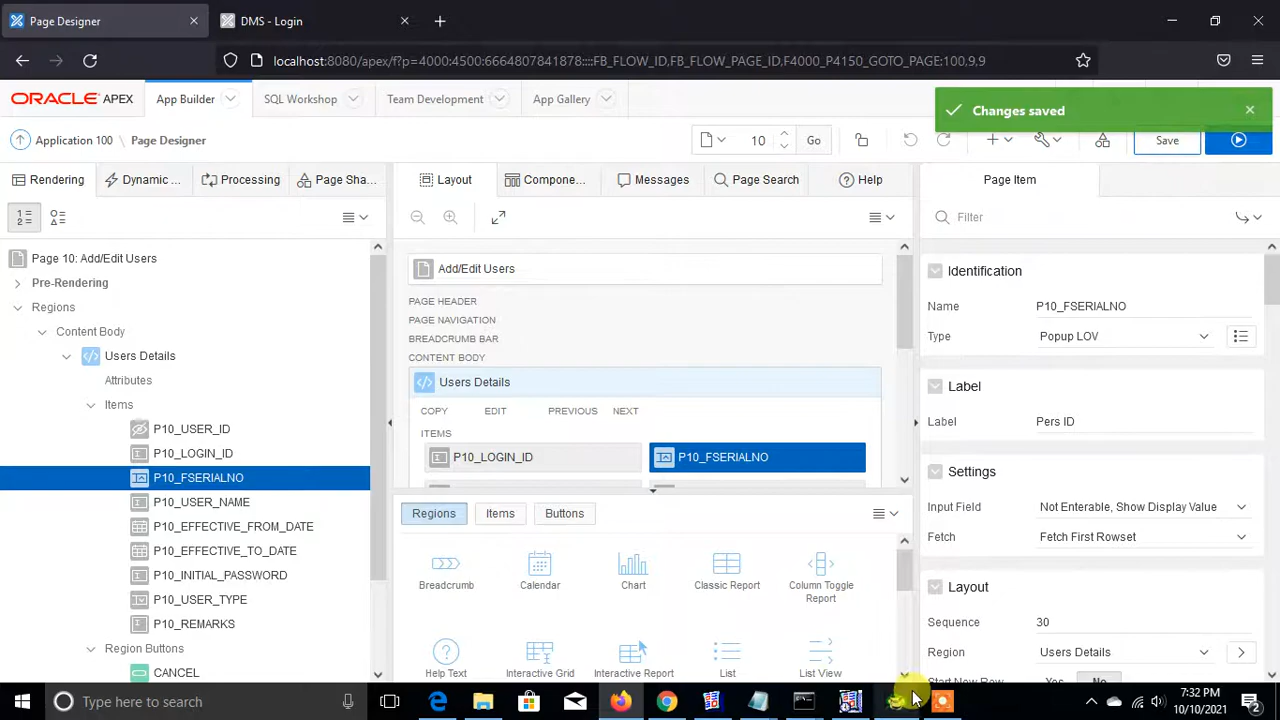 Page Designer
DMS - Login
localhost:8080/apex/f?p=4000:4500:6664807841878::::FB_FLOW_ID,FB_FLOW_PAGE_ID,F4000_P4150_GOTO_PAGE:100,9,9
ORACLE APEX
App Builder
SQL Workshop
Team Development
App Gallery
Changes saved
Application 100 \ Page Designer
10
Go
Save
Rendering
Dynamic ...
Processing
Page Sha...
Layout
Compone...
Messages
Page Search
Help
Page Item
Filter
Page 10: Add/Edit Users
Pre-Rendering
Regions
Content Body
Users Details
Attributes
Items
P10_USER_ID
P10_LOGIN_ID
P10_FSERIALNO
P10_USER_NAME
P10_EFFECTIVE_FROM_DATE
P10_EFFECTIVE_TO_DATE
P10_INITIAL_PASSWORD
P10_USER_TYPE
P10_REMARKS
Region Buttons
CANCEL
Add/Edit Users
PAGE HEADER
PAGE NAVIGATION
BREADCRUMB BAR
CONTENT BODY
Users Details
COPY EDIT PREVIOUS NEXT
ITEMS
P10_LOGIN_ID P10_FSERIALNO
Regions Items Buttons
Breadcrumb Calendar Chart Classic Report Column Toggle
Report
Help Text Interactive Grid Interactive Report List List View
Identification
Name P10_FSERIALNO
Type Popup LOV
Label
Label Pers ID
Settings
Input Field Not Enterable, Show Display Value
Fetch Fetch First Rowset
Layout
Sequence 30
Region Users Details
Start New Row Yes No
Type here to search
7:32 PM
10/10/2021
2